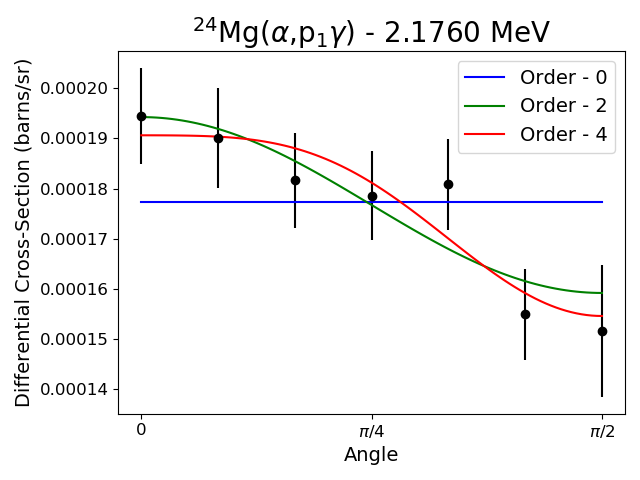 ²⁴Mg(α,p₁γ) - 2.1760 MeV
Order - 0
Order - 2
Order - 4
Differential Cross-Section (barns/sr)
0.00020
0.00019
0.00018
0.00017
0.00016
0.00015
0.00014
0
π/4
π/2
Angle